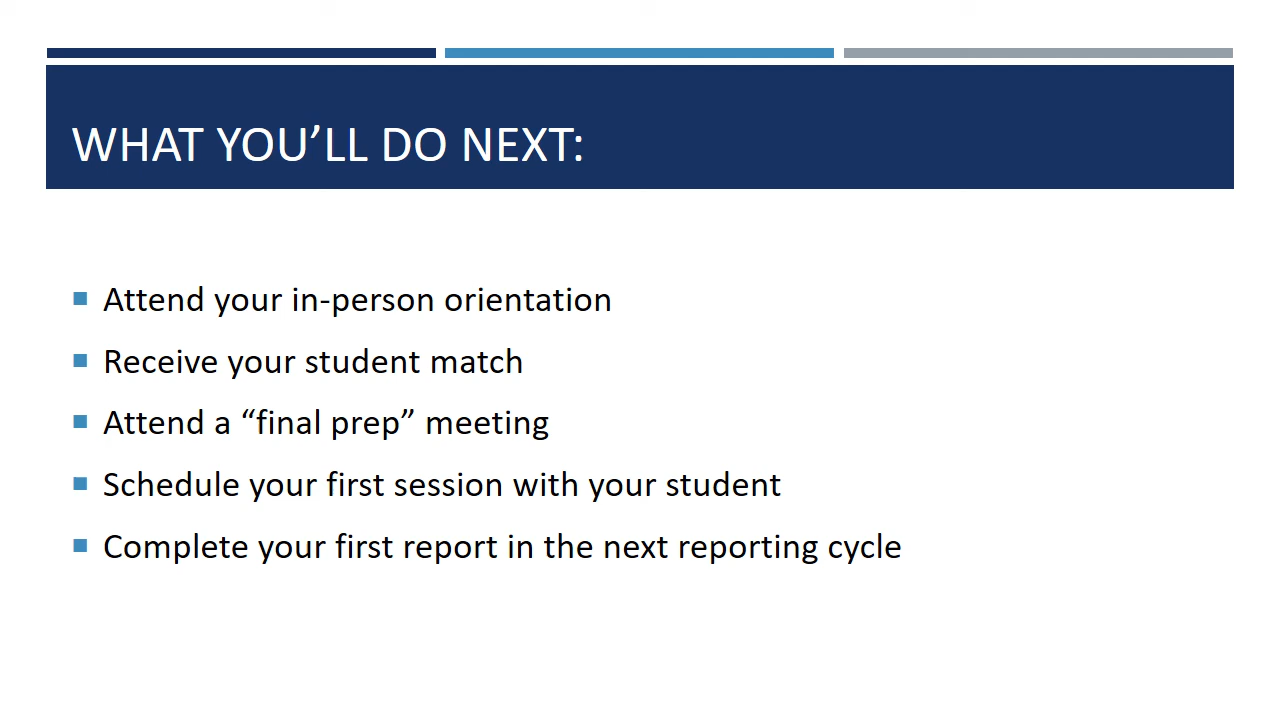 WHAT YOU’LL DO NEXT:
Attend your in-person orientation
Receive your student match
Attend a “final prep” meeting
Schedule your first session with your student
Complete your first report in the next reporting cycle